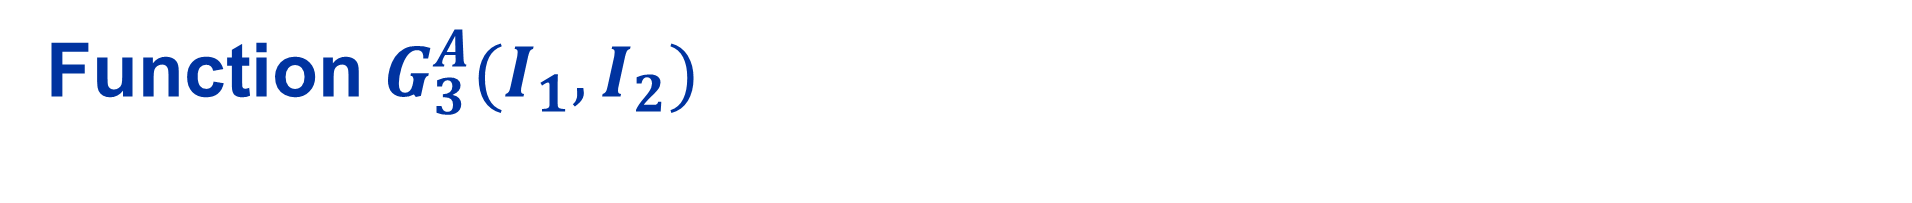 Function $G_3^A(I_1, I_2)$